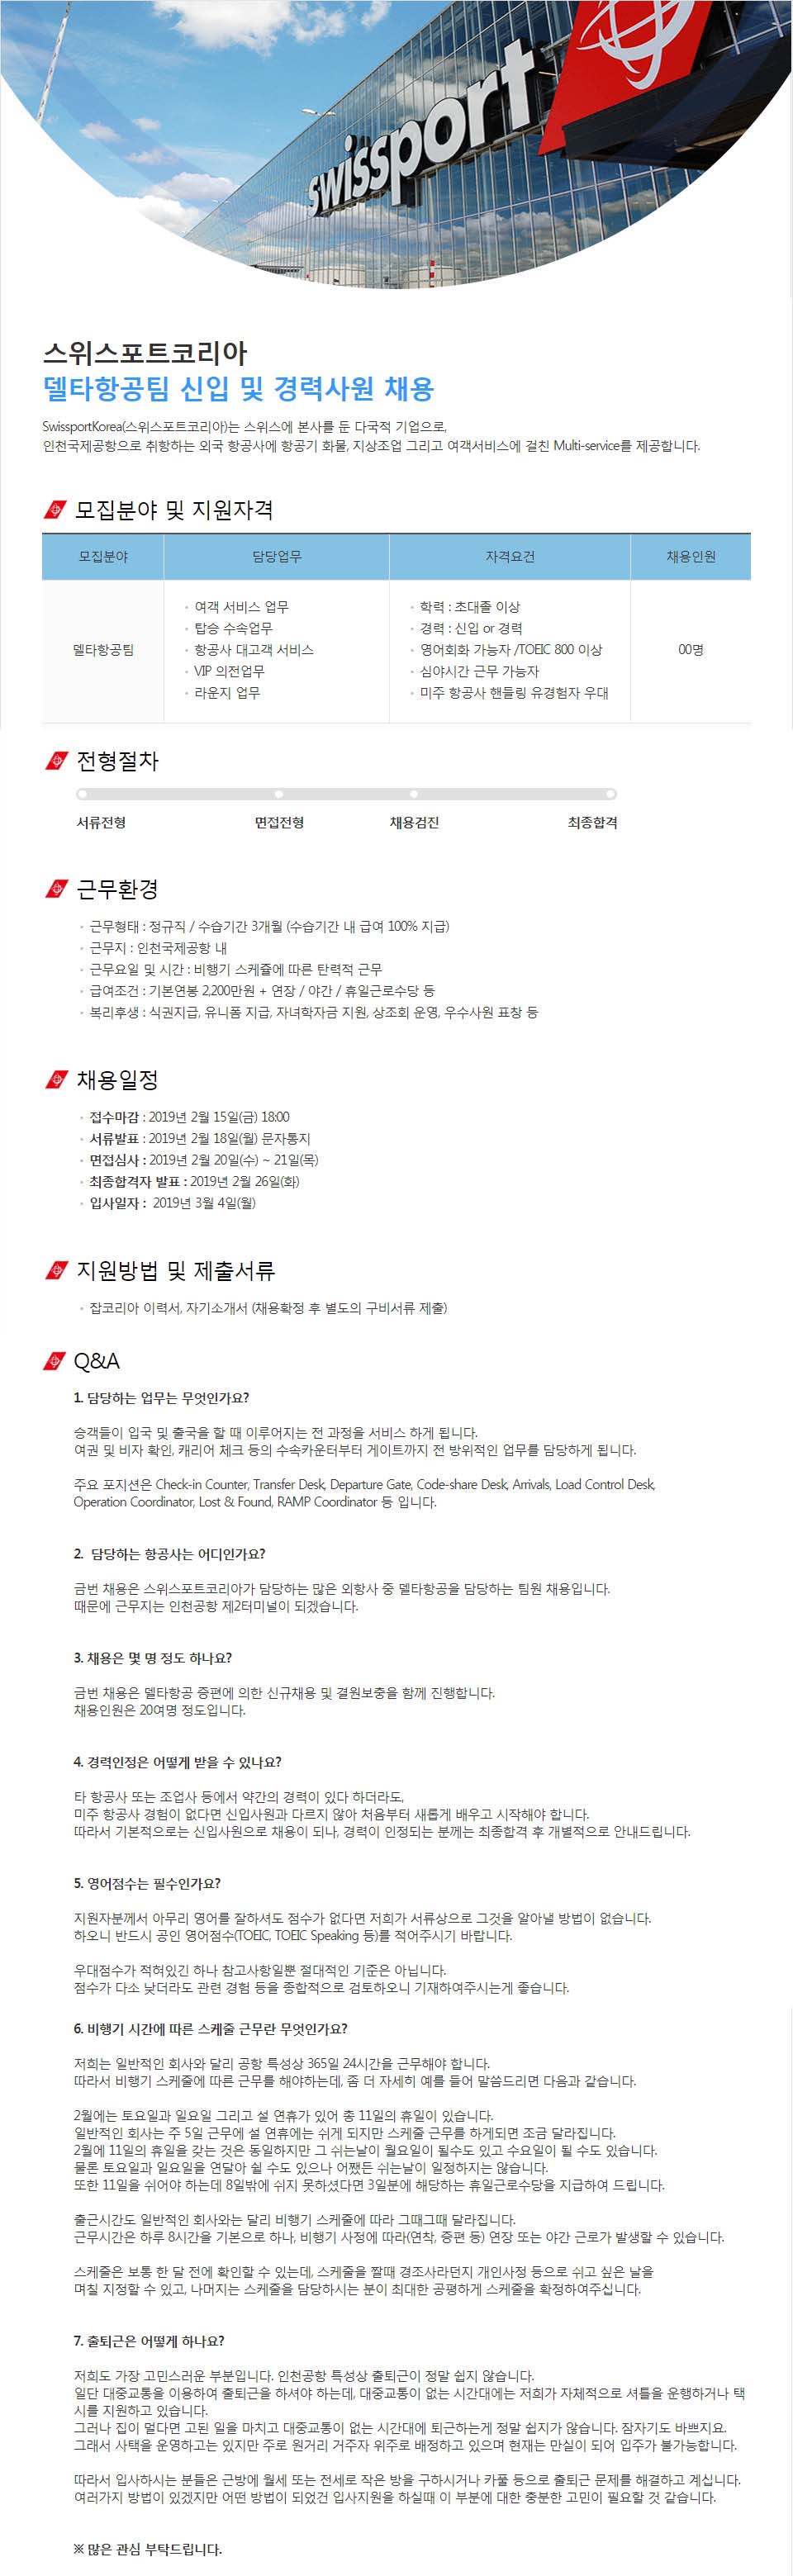 swissport
스위스포트코리아
델타항공팀 신입 및 경력사원 채용
SwissportKorea(스위스포트코리아)는 스위스에 본사를 둔 다국적 기업으로,
인천국제공항으로 취항하는 외국 항공사에 항공기 화물, 지상조업 그리고 여객서비스에 걸친 Multi-service를 제공합니다.
모집분야 및 지원자격
모집분야 담당업무 자격요건 채용인원
델타항공팀
· 여객 서비스 업무
· 탑승 수속업무
· 항공사 대고객 서비스
· VIP 의전업무
· 라운지 업무
· 학력 : 초대졸 이상
· 경력 : 신입 or 경력
· 영어회화 가능자 /TOEIC 800 이상
· 심야시간 근무 가능자
· 미주 항공사 핸들링 유경험자 우대
00명
전형절차
서류전형 면접전형 채용검진 최종합격
근무환경
· 근무형태 : 정규직 / 수습기간 3개월 (수습기간 내 급여 100% 지급)
· 근무지 : 인천국제공항 내
· 근무요일 및 시간 : 비행기 스케쥴에 따른 탄력적 근무
· 급여조건 : 기본연봉 2,200만원 + 연장 / 야간 / 휴일근로수당 등
· 복리후생 : 식권지급, 유니폼 지급, 자녀학자금 지원, 상조회 운영, 우수사원 표창 등
채용일정
· 접수마감 : 2019년 2월 15일(금) 18:00
· 서류발표 : 2019년 2월 18일(월) 문자통지
· 면접심사 : 2019년 2월 20일(수) ~ 21일(목)
· 최종합격자 발표 : 2019년 2월 26일(화)
· 입사일자 : 2019년 3월 4일(월)
지원방법 및 제출서류
· 잡코리아 이력서, 자기소개서 (채용확정 후 별도의 구비서류 제출)
Q&A
1. 담당하는 업무는 무엇인가요?
승객들이 입국 및 출국을 할 때 이루어지는 전 과정을 서비스 하게 됩니다.
여권 및 비자 확인, 캐리어 체크 등의 수속카운터부터 게이트까지 전 방위적인 업무를 담당하게 됩니다.
주요 포지션은 Check-in Counter, Transfer Desk, Departure Gate, Code-share Desk, Arrivals, Load Control Desk,
Operation Coordinator, Lost & Found, RAMP Coordinator 등 입니다.
2. 담당하는 항공사는 어디인가요?
금번 채용은 스위스포트코리아가 담당하는 많은 외항사 중 델타항공을 담당하는 팀원 채용입니다.
때문에 근무지는 인천공항 제2터미널이 되겠습니다.
3. 채용은 몇 명 정도 하나요?
금번 채용은 델타항공 증편에 의한 신규채용 및 결원보충을 함께 진행합니다.
채용인원은 20여명 정도입니다.
4. 경력인정은 어떻게 받을 수 있나요?
타 항공사 또는 조업사 등에서 약간의 경력이 있다 하더라도,
미주 항공사 경험이 없다면 신입사원과 다르지 않아 처음부터 새롭게 배우고 시작해야 합니다.
따라서 기본적으로는 신입사원으로 채용이 되나, 경력이 인정되는 분께는 최종합격 후 개별적으로 안내드립니다.
5. 영어점수는 필수인가요?
지원자분께서 아무리 영어를 잘하셔도 점수가 없다면 저희가 서류상으로 그것을 알아낼 방법이 없습니다.
하오니 반드시 공인 영어점수(TOEIC, TOEIC Speaking 등)를 적어주시기 바랍니다.
우대점수가 적혀있긴 하나 참고사항일뿐 절대적인 기준은 아닙니다.
점수가 다소 낮더라도 관련 경험 등을 종합적으로 검토하오니 기재하여주시는게 좋습니다.
6. 비행기 시간에 따른 스케줄 근무란 무엇인가요?
저희는 일반적인 회사와 달리 공항 특성상 365일 24시간을 근무해야 합니다.
따라서 비행기 스케줄에 따른 근무를 해야하는데, 좀 더 자세히 예를 들어 말씀드리면 다음과 같습니다.
2월에는 토요일과 일요일 그리고 설 연휴가 있어 총 11일의 휴일이 있습니다.
일반적인 회사는 주 5일 근무에 설 연휴에는 쉬게 되지만 스케줄 근무를 하게되면 조금 달라집니다.
2월에 11일의 휴일을 갖는 것은 동일하지만 그 쉬는날이 월요일이 될수도 있고 수요일이 될 수도 있습니다.
물론 토요일과 일요일을 연달아 쉴 수도 있으나 어쨌든 쉬는날이 일정하지는 않습니다.
또한 11일을 쉬어야 하는데 8일밖에 쉬지 못하셨다면 3일분에 해당하는 휴일근로수당을 지급하여 드립니다.
출근시간도 일반적인 회사와는 달리 비행기 스케줄에 따라 그때그때 달라집니다.
근무시간은 하루 8시간을 기본으로 하나, 비행기 사정에 따라(연착, 증편 등) 연장 또는 야간 근로가 발생할 수 있습니다.
스케줄은 보통 한 달 전에 확인할 수 있는데, 스케줄을 짤때 경조사라던지 개인사정 등으로 쉬고 싶은 날을
며칠 지정할 수 있고, 나머지는 스케줄을 담당하시는 분이 최대한 공평하게 스케줄을 확정하여주십니다.
7. 출퇴근은 어떻게 하나요?
저희도 가장 고민스러운 부분입니다. 인천공항 특성상 출퇴근이 정말 쉽지 않습니다.
일단 대중교통을 이용하여 출퇴근을 하셔야 하는데, 대중교통이 없는 시간대에는 저희가 자체적으로 셔틀을 운행하거나 택
시를 지원하고 있습니다.
그러나 집이 멀다면 고된 일을 마치고 대중교통이 없는 시간대에 퇴근하는게 정말 쉽지가 않습니다. 잠자기도 바쁘지요.
그래서 사택을 운영하고는 있지만 주로 원거리 거주자 위주로 배정하고 있으며 현재는 만실이 되어 입주가 불가능합니다.
따라서 입사하시는 분들은 근방에 월세 또는 전세로 작은 방을 구하시거나 카풀 등으로 출퇴근 문제를 해결하고 계십니다.
여러가지 방법이 있겠지만 어떤 방법이 되었건 입사지원을 하실때 이 부분에 대한 충분한 고민이 필요할 것 같습니다.
※ 많은 관심 부탁드립니다.